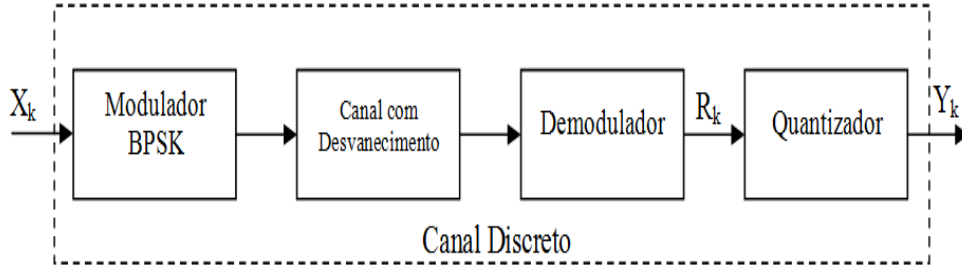 X_k
Modulador
BPSK
Canal com
Desvanecimento
Demodulador
R_k
Quantizador
Y_k
Canal Discreto